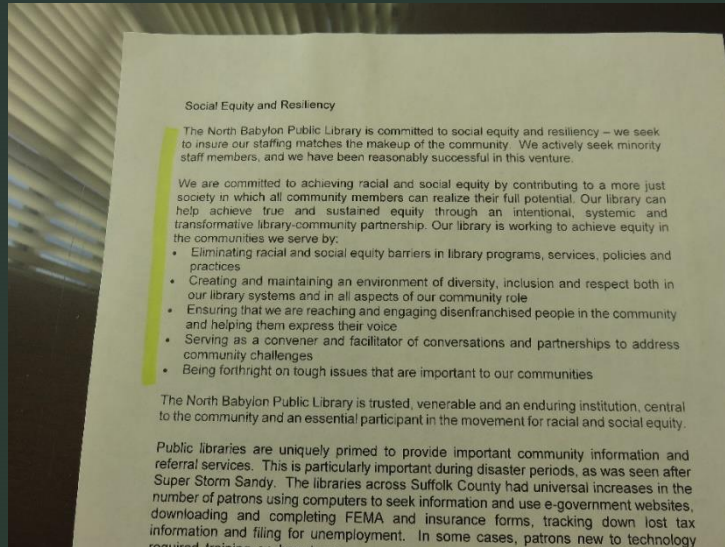 Social Equity and Resiliency
The North Babylon Public Library is committed to social equity and resiliency – we seek
to insure our staffing matches the makeup of the community. We actively seek minority
staff members, and we have been reasonably successful in this venture.
We are committed to achieving racial and social equity by contributing to a more just
society in which all community members can realize their full potential. Our library can
help achieve true and sustained equity through an intentional, systemic and
transformative library-community partnership. Our library is working to achieve equity in
the communities we serve by:
• Eliminating racial and social equity barriers in library programs, services, policies and
practices
• Creating and maintaining an environment of diversity, inclusion and respect both in
our library systems and in all aspects of our community role
• Ensuring that we are reaching and engaging disenfranchised people in the community
and helping them express their voice
• Serving as a convener and facilitator of conversations and partnerships to address
community challenges
• Being forthright on tough issues that are important to our communities
The North Babylon Public Library is trusted, venerable and an enduring institution, central
to the community and an essential participant in the movement for racial and social equity.
Public libraries are uniquely primed to provide important community information and
referral services. This is particularly important during disaster periods, as was seen after
Super Storm Sandy. The libraries across Suffolk County had universal increases in the
number of patrons using computers to seek information and use e-government websites,
downloading and completing FEMA and insurance forms, tracking down lost tax
information and filing for unemployment. In some cases, patrons new to technology
required training